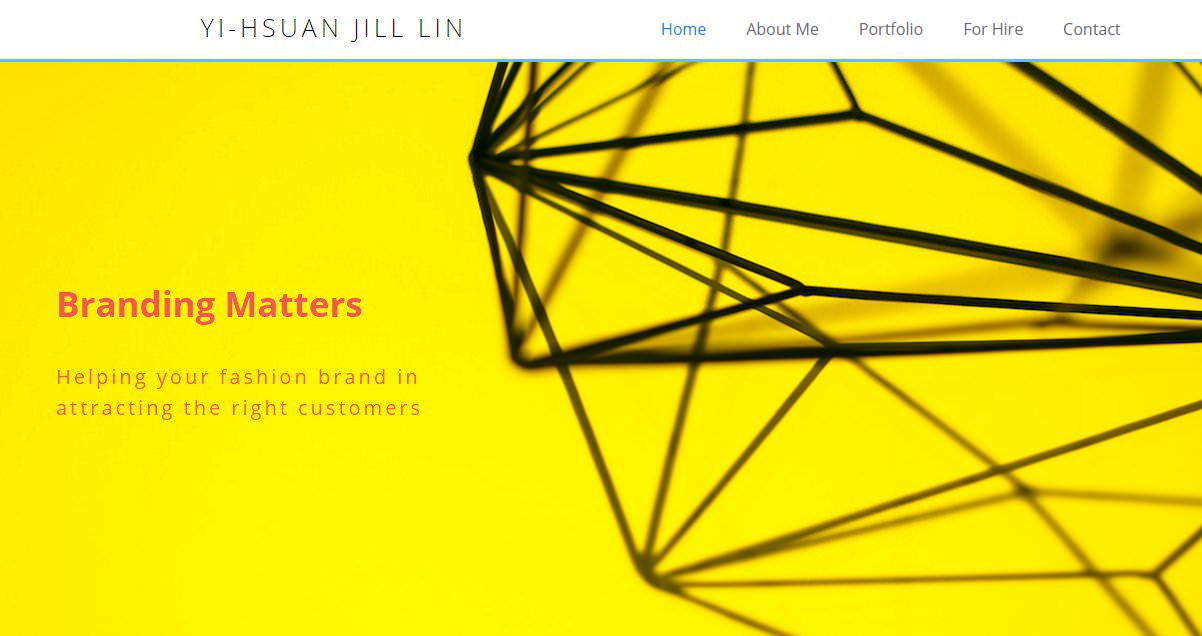 YI-HSUAN JILL LIN
Home About Me Portfolio For Hire Contact
Branding Matters
Helping your fashion brand in
attracting the right customers